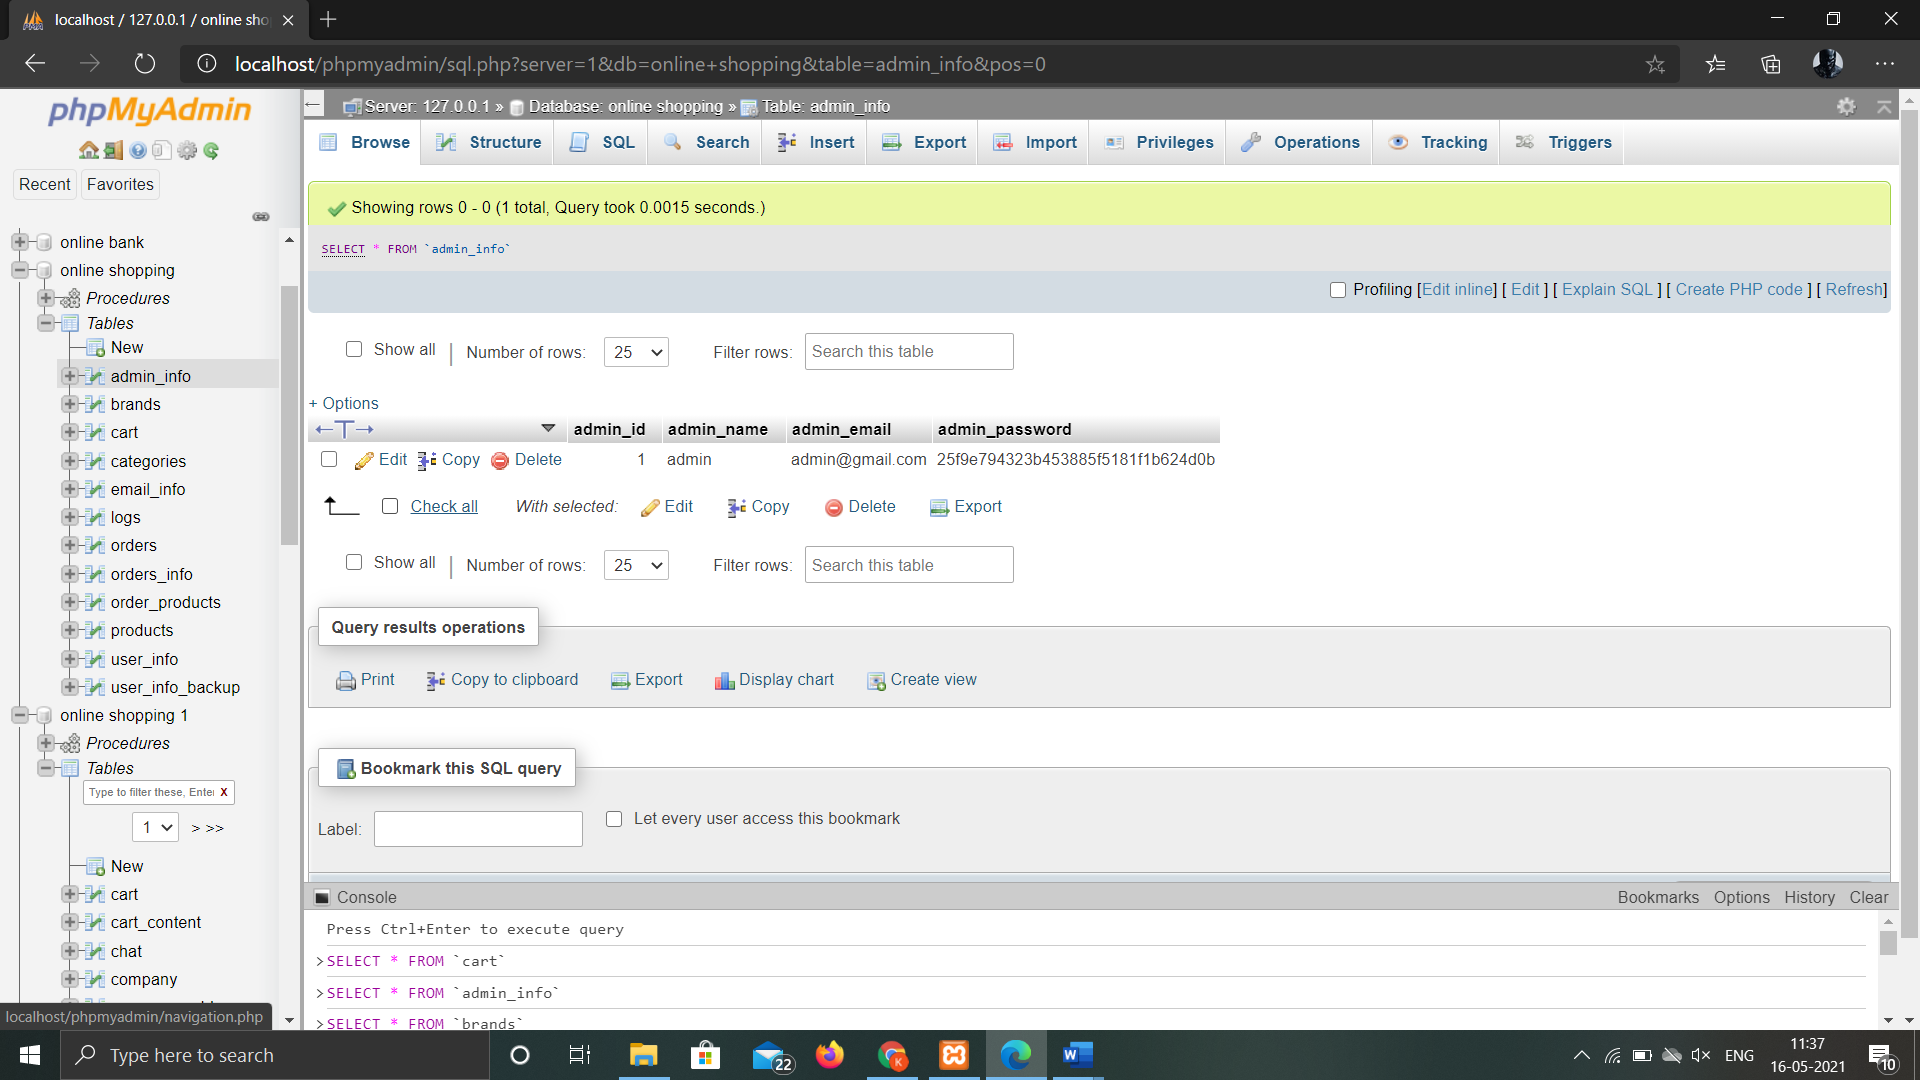 localhost / 127.0.0.1 / online sho
localhost/phpmyadmin/sql.php?server=1&db=online+shopping&table=admin_info&pos=0
phpMyAdmin
Recent Favorites
online bank
online shopping
Procedures
Tables
New
admin_info
brands
cart
categories
email_info
logs
orders
orders_info
order_products
products
user_info
user_info_backup
online shopping 1
Procedures
Tables
Type to filter these, Enter X
1 > >>
New
cart
cart_content
chat
company
localhost/phpmyadmin/navigation.php
Server: 127.0.0.1 » Database: online shopping » Table: admin_info
Browse Structure SQL Search Insert Export Import Privileges Operations Tracking Triggers
Showing rows 0 - 0 (1 total, Query took 0.0015 seconds.)
SELECT * FROM `admin_info`
Profiling [Edit inline] [ Edit ] [ Explain SQL ] [ Create PHP code ] [ Refresh]
Show all | Number of rows: 25 Filter rows: Search this table
+ Options
admin_id admin_name admin_email admin_password
Edit Copy Delete 1 admin admin@gmail.com 25f9e794323b453885f5181f1b624d0b
Check all With selected: Edit Copy Delete Export
Show all | Number of rows: 25 Filter rows: Search this table
Query results operations
Print Copy to clipboard Export Display chart Create view
Bookmark this SQL query
Label: Let every user access this bookmark
Console Bookmarks Options History Clear
Press Ctrl+Enter to execute query
>SELECT * FROM `cart`
>SELECT * FROM `admin_info`
>SELECT * FROM `brands`
Type here to search
22
ENG
11:37
16-05-2021
10